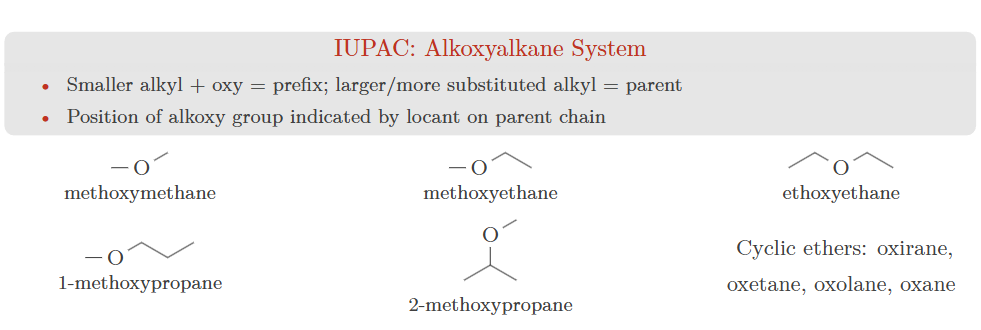 IUPAC: Alkoxyalkane System
• Smaller alkyl + oxy = prefix; larger/more substituted alkyl = parent
• Position of alkoxy group indicated by locant on parent chain
O
methoxymethane
O
methoxyethane
O
ethoxyethane
O
1-methoxypropane
O
2-methoxypropane
Cyclic ethers: oxirane,
oxetane, oxolane, oxane